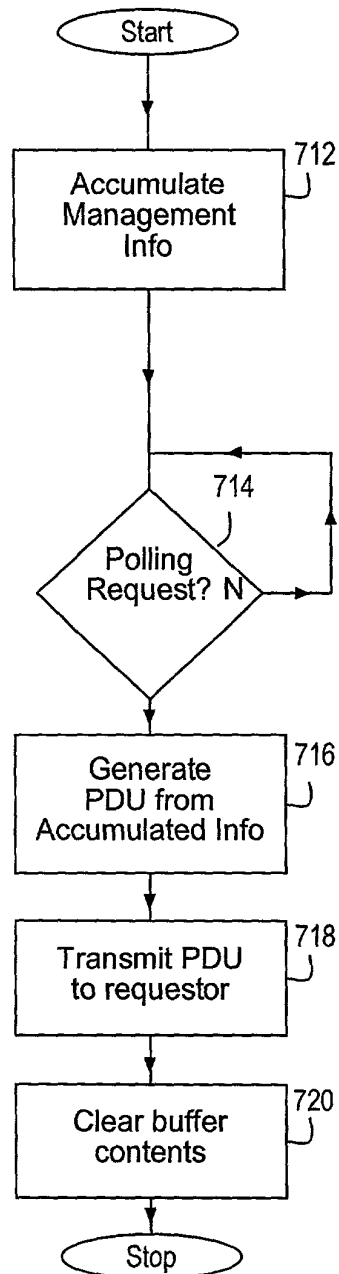 Start
712
Accumulate
Management
Info
714
Polling
Request? N
716
Generate
PDU from
Accumulated Info
718
Transmit PDU
to requestor
720
Clear buffer
contents
Stop